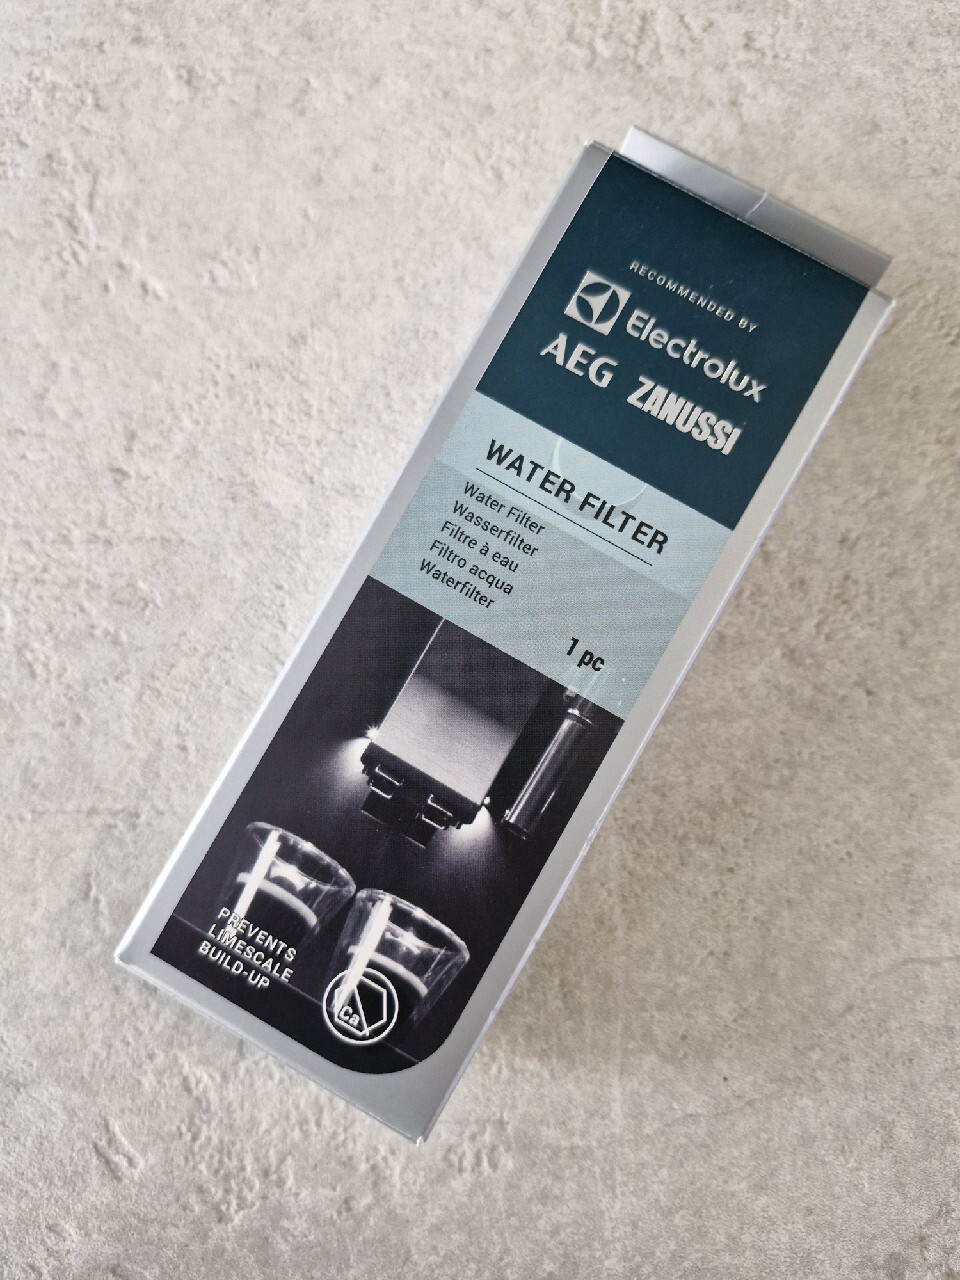 RECOMMENDED BY
Electrolux
AEG ZANUSSI
WATER FILTER
Water Filter
Wasserfilter
Filtre à eau
Filtro acqua
Waterfilter
1 pc
PREVENTS
LIMESCALE
BUILD-UP
Ca